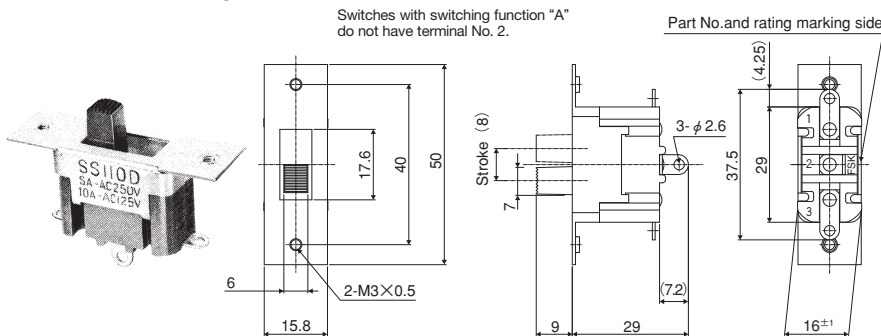 Switches with switching function “A”
do not have terminal No. 2.
Part No.and rating marking side
SS110D
5A-AC250V
10A-AC125V
17.6
40
50
6
2-M3×0.5
15.8
Stroke (8)
7
3-φ2.6
(7.2)
9
29
(4.25)
37.5
29
1
2
3
FSK
16±1